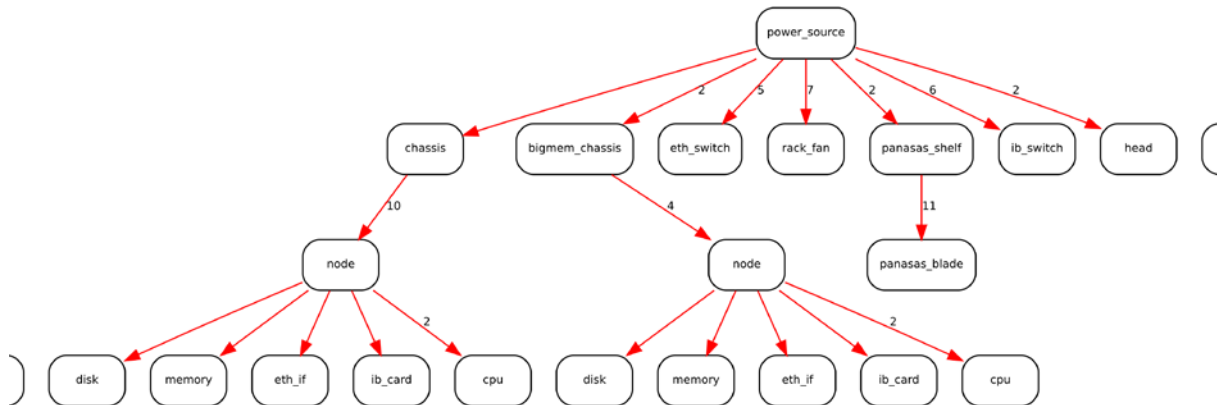 power_source
2 5 7 2 6 2
chassis bigmem_chassis eth_switch rack_fan panasas_shelf ib_switch head
10 4 11
node node panasas_blade
2 2
disk memory eth_if ib_card cpu disk memory eth_if ib_card cpu